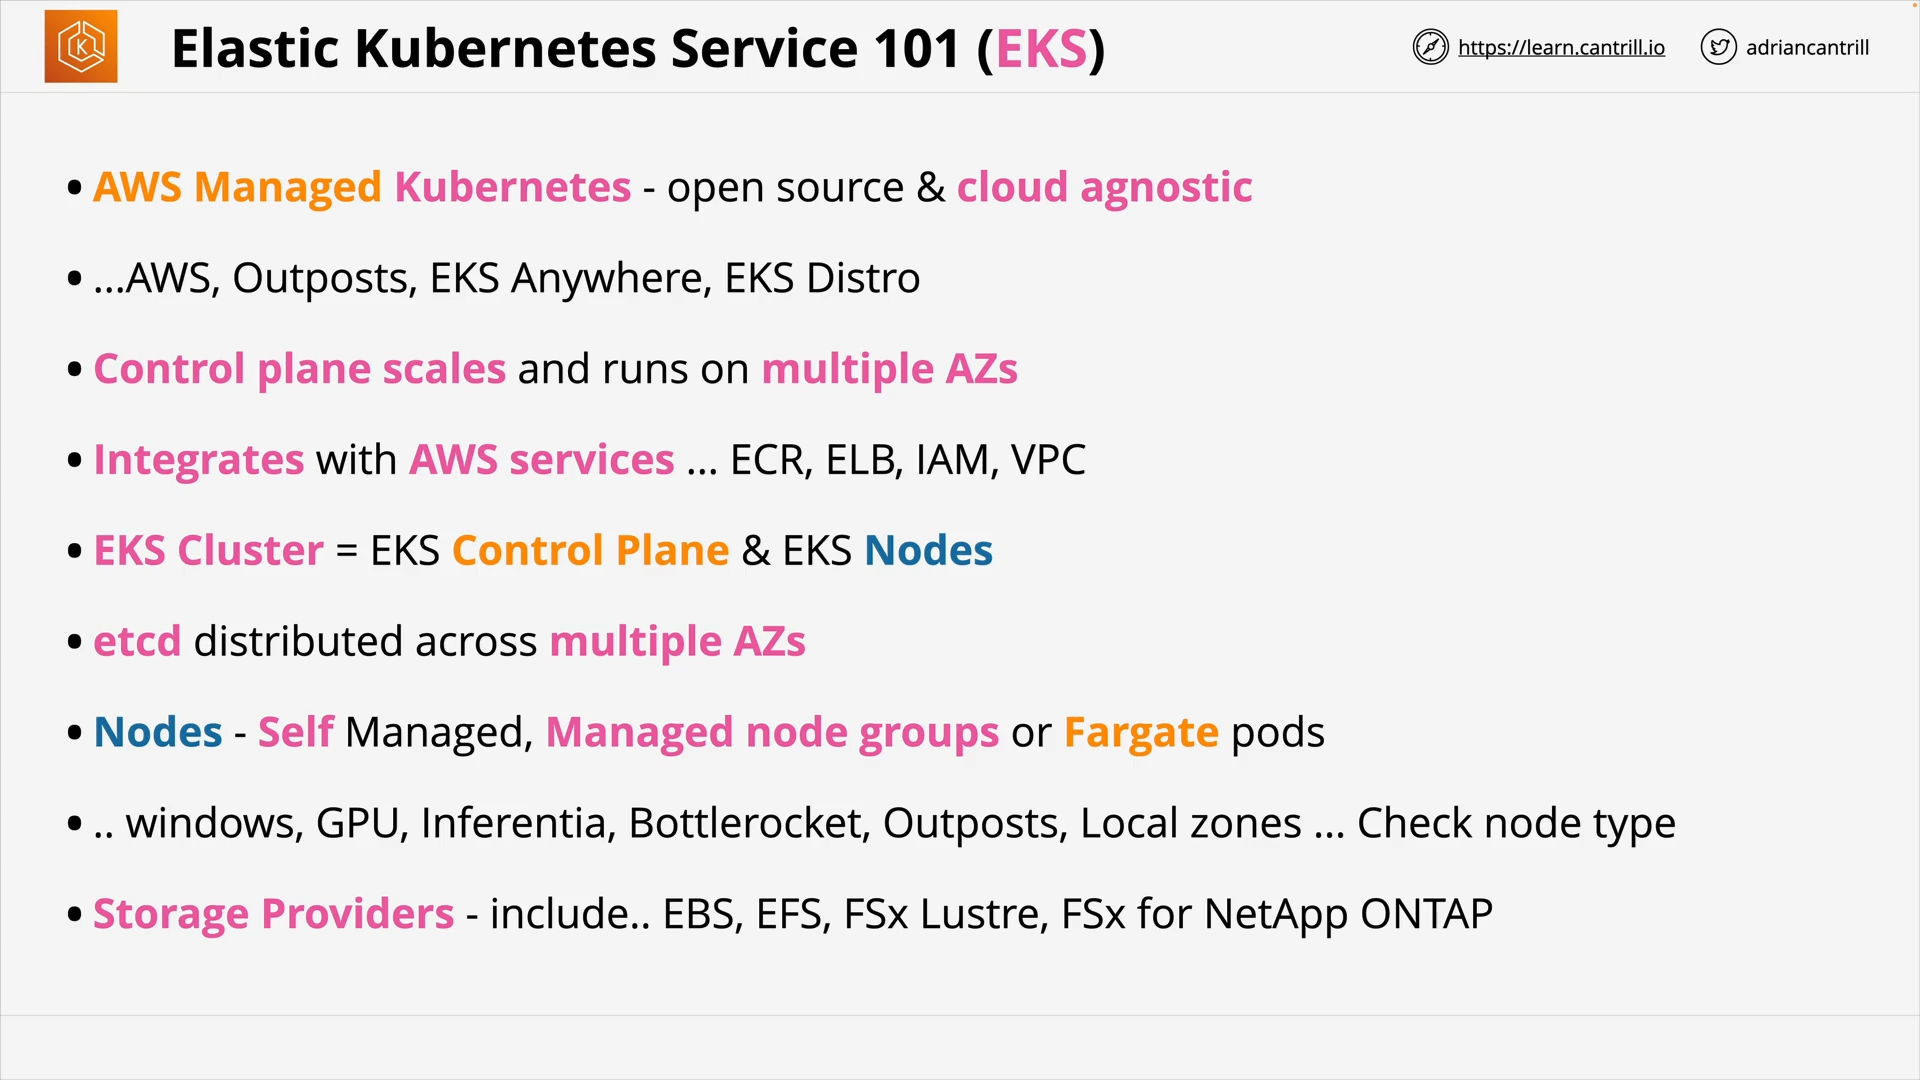 Elastic Kubernetes Service 101 (EKS)
https://learn.cantrill.io
adriancantrill
• AWS Managed Kubernetes - open source & cloud agnostic
• ...AWS, Outposts, EKS Anywhere, EKS Distro
• Control plane scales and runs on multiple AZs
• Integrates with AWS services ... ECR, ELB, IAM, VPC
• EKS Cluster = EKS Control Plane & EKS Nodes
• etcd distributed across multiple AZs
• Nodes - Self Managed, Managed node groups or Fargate pods
• .. windows, GPU, Inferentia, Bottlerocket, Outposts, Local zones ... Check node type
• Storage Providers - include.. EBS, EFS, FSx Lustre, FSx for NetApp ONTAP